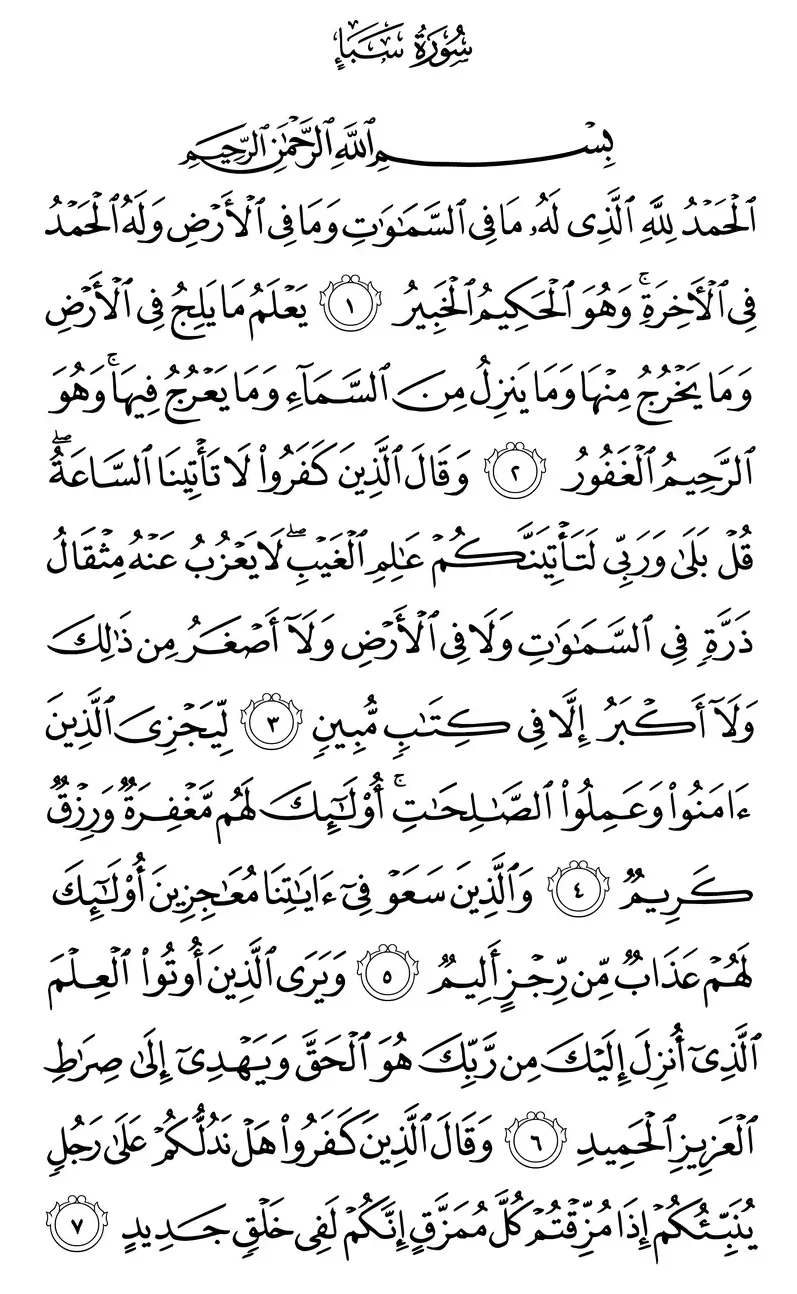 سُورَةُ سَبَإٍ
بِسْمِ ٱللَّهِ ٱلرَّحْمَٰنِ ٱلرَّحِيمِ
ٱلْحَمْدُ لِلَّهِ ٱلَّذِى لَهُۥ مَا فِى ٱلسَّمَٰوَٰتِ وَمَا فِى ٱلْأَرْضِ وَلَهُ ٱلْحَمْدُ
فِى ٱلْأٓخِرَةِ ۚ وَهُوَ ٱلْحَكِيمُ ٱلْخَبِيرُ ١ يَعْلَمُ مَا يَلِجُ فِى ٱلْأَرْضِ
وَمَا يَخْرُجُ مِنْهَا وَمَا يَنزِلُ مِنَ ٱلسَّمَآءِ وَمَا يَعْرُجُ فِيهَا ۚ وَهُوَ
ٱلرَّحِيمُ ٱلْغَفُورُ ٢ وَقَالَ ٱلَّذِينَ كَفَرُوا۟ لَا تَأْتِينَا ٱلسَّاعَةُ ۖ
قُلْ بَلَىٰ وَرَبِّى لَتَأْتِيَنَّكُمْ عَٰلِمِ ٱلْغَيْبِ ۖ لَا يَعْزُبُ عَنْهُ مِثْقَالُ
ذَرَّةٍ فِى ٱلسَّمَٰوَٰتِ وَلَا فِى ٱلْأَرْضِ وَلَآ أَصْغَرُ مِن ذَٰلِكَ
وَلَآ أَكْبَرُ إِلَّا فِى كِتَٰبٍ مُّبِينٍ ٣ لِّيَجْزِىَ ٱلَّذِينَ
ءَامَنُوا۟ وَعَمِلُوا۟ ٱلصَّٰلِحَٰتِ ۚ أُو۟لَٰٓئِكَ لَهُم مَّغْفِرَةٌ وَرِزْقٌ
كَرِيمٌ ٤ وَٱلَّذِينَ سَعَوْ فِىٓ ءَايَٰتِنَا مُعَٰجِزِينَ أُو۟لَٰٓئِكَ
لَهُمْ عَذَابٌ مِّن رِّجْزٍ أَلِيمٌ ٥ وَيَرَى ٱلَّذِينَ أُوتُوا۟ ٱلْعِلْمَ
ٱلَّذِىٓ أُنزِلَ إِلَيْكَ مِن رَّبِّكَ هُوَ ٱلْحَقَّ وَيَهْدِىٓ إِلَىٰ صِرَٰطِ
ٱلْعَزِيزِ ٱلْحَمِيدِ ٦ وَقَالَ ٱلَّذِينَ كَفَرُوا۟ هَلْ نَدُلُّكُمْ عَلَىٰ رَجُلٍ
يُنَبِّئُكُمْ إِذَا مُزِّقْتُمْ كُلَّ مُمَزَّقٍ إِنَّكُمْ لَفِى خَلْقٍ جَدِيدٍ ٧